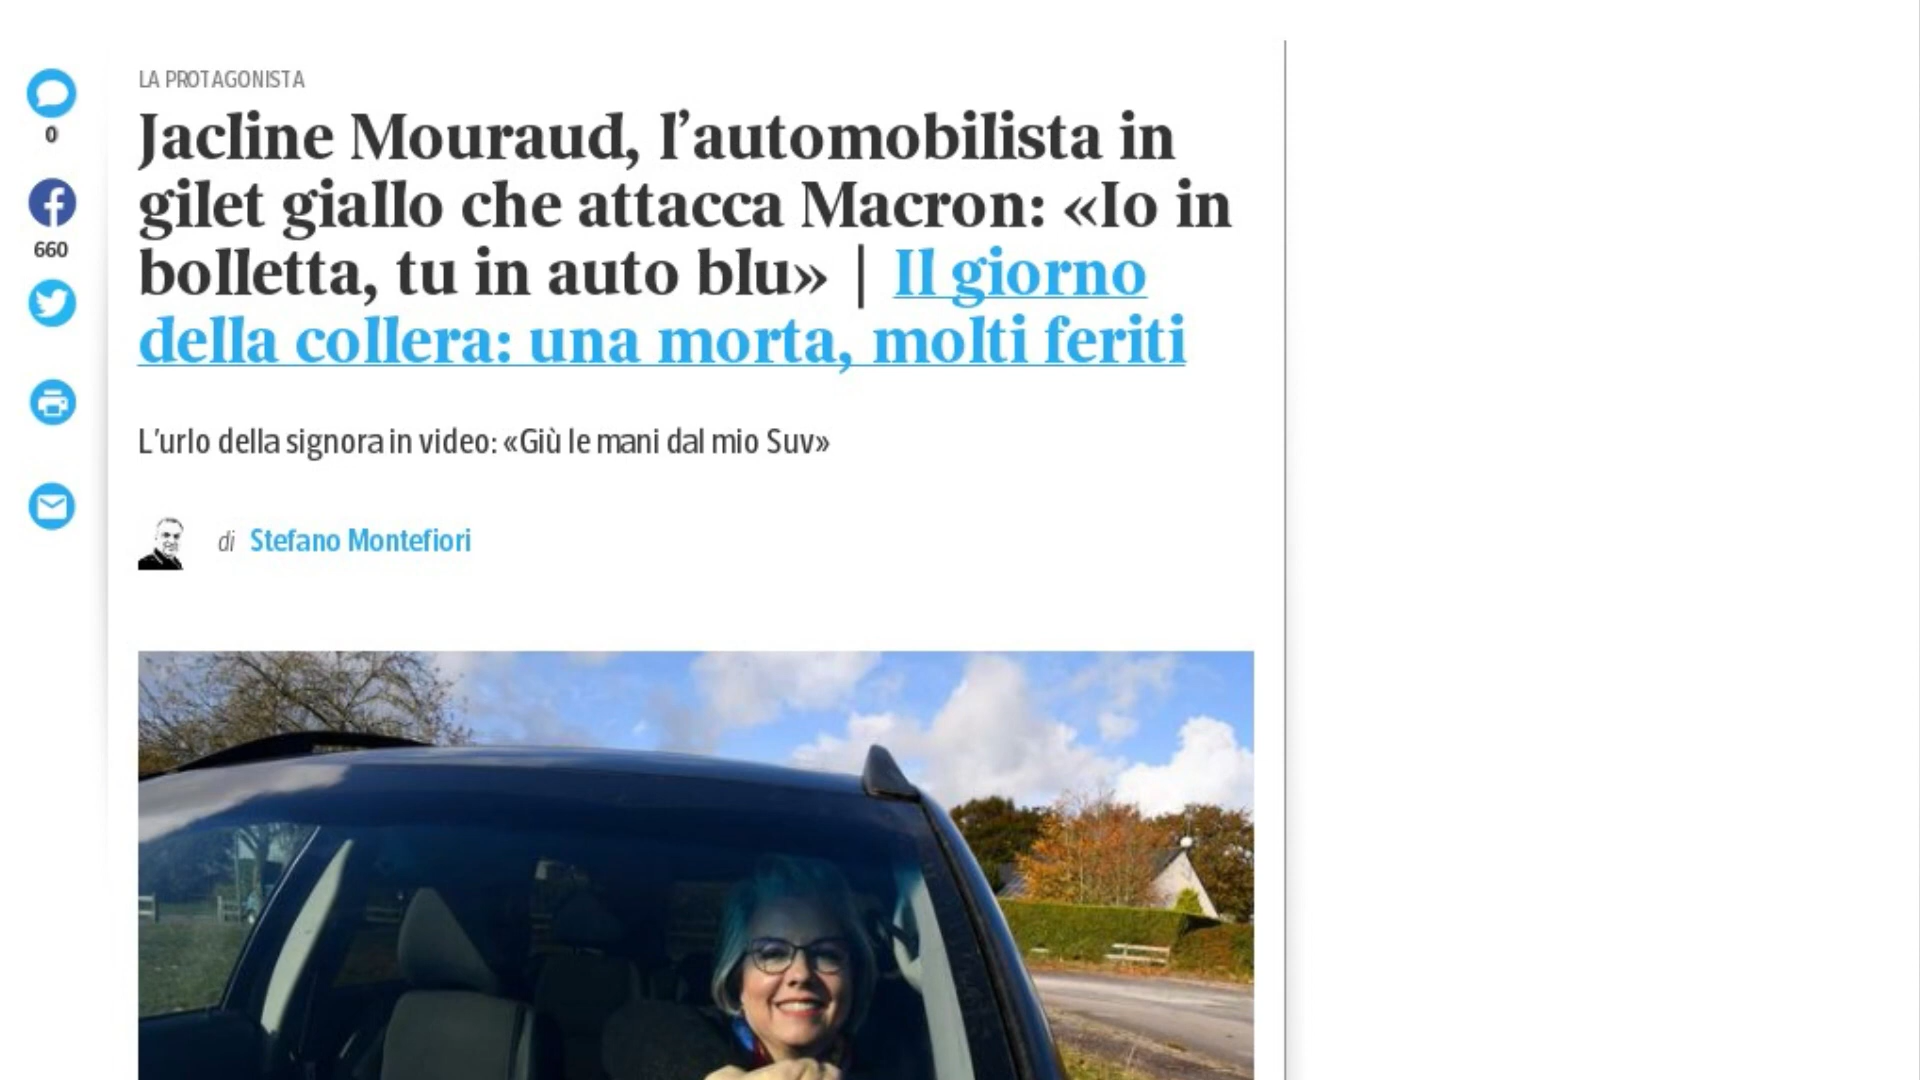 0
660
LA PROTAGONISTA
Jacline Mouraud, l’automobilista in
gilet giallo che attacca Macron: «Io in
bolletta, tu in auto blu» | Il giorno
della collera: una morta, molti feriti
L’urlo della signora in video: «Giù le mani dal mio Suv»
di Stefano Montefiori